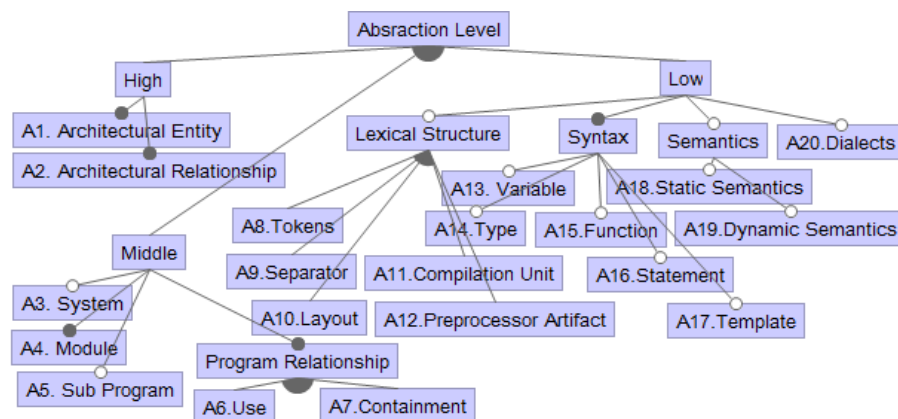 Absraction Level
High
Low
A1. Architectural Entity
Lexical Structure
Syntax
Semantics
A20.Dialects
A2. Architectural Relationship
A13. Variable
A18.Static Semantics
A8.Tokens
A14.Type
A15.Function
A19.Dynamic Semantics
Middle
A9.Separator
A11.Compilation Unit
A16.Statement
A3. System
A10.Layout
A12.Preprocessor Artifact
A17.Template
A4. Module
Program Relationship
A5. Sub Program
A6.Use
A7.Containment